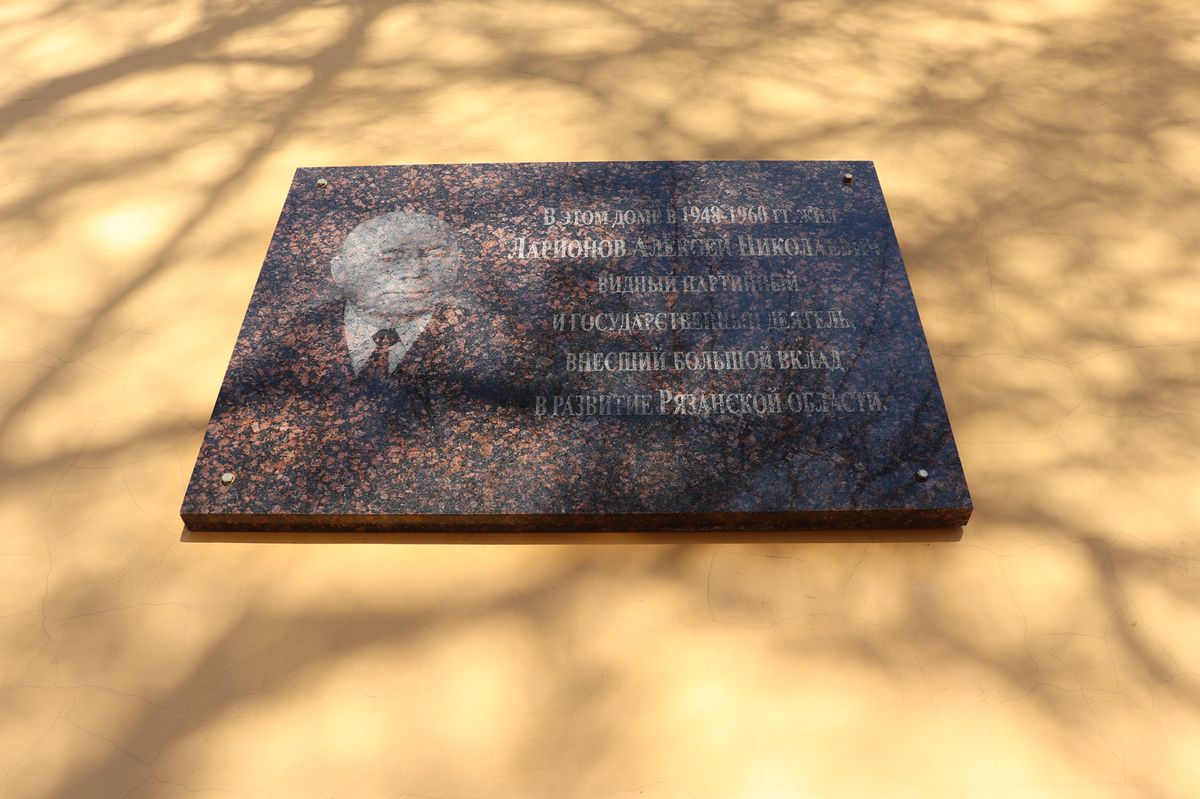 В этом доме в 1948-1960 гг. жил
Ларионов Алексей Николаевич
видный партийный
и государственный деятель,
внесший большой вклад
в развитие Рязанской области